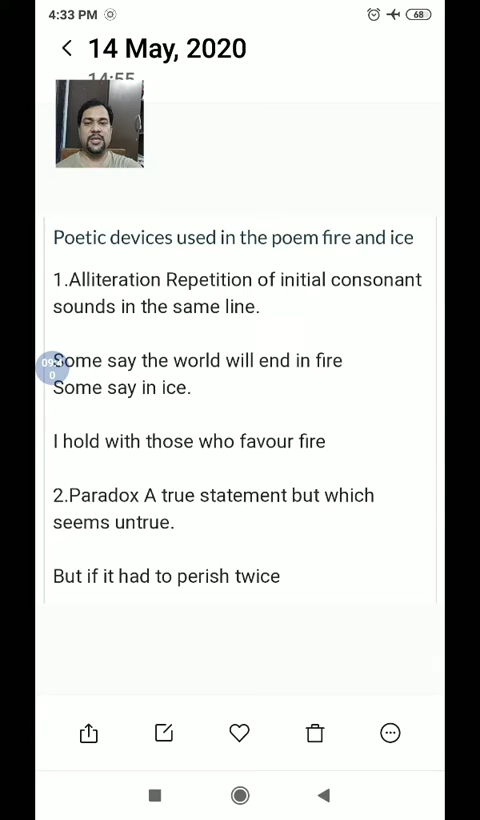 4:33 PM
68
14 May, 2020
14:55
Poetic devices used in the poem fire and ice
1.Alliteration Repetition of initial consonant
sounds in the same line.
Some say the world will end in fire
Some say in ice.
I hold with those who favour fire
2.Paradox A true statement but which
seems untrue.
But if it had to perish twice